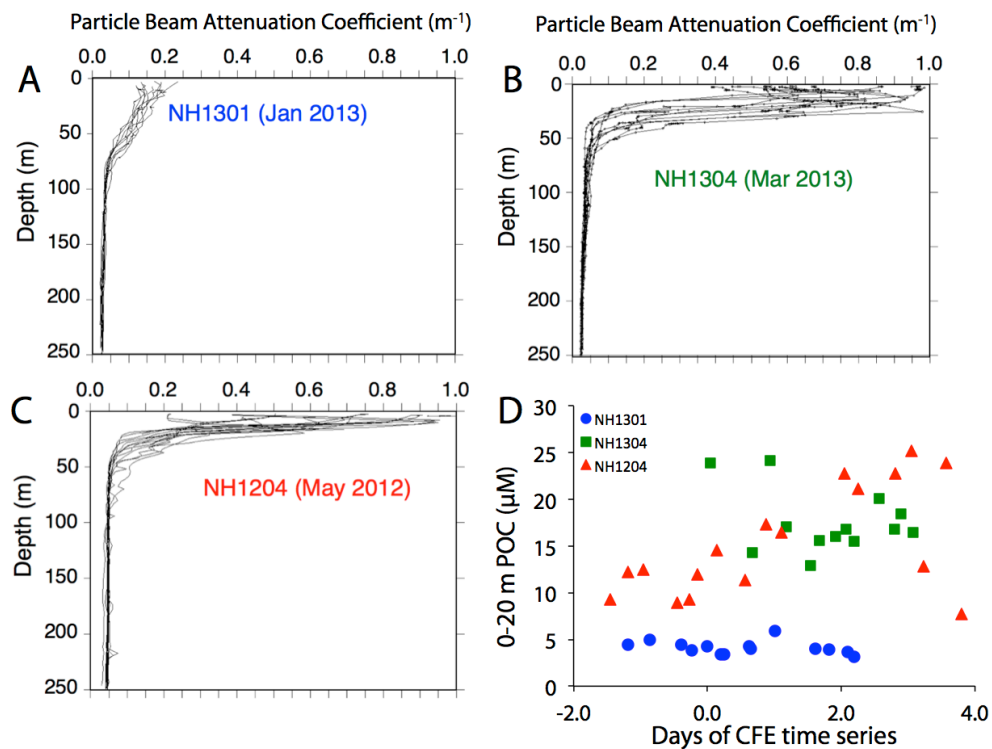 Particle Beam Attenuation Coefficient (m⁻¹)
Particle Beam Attenuation Coefficient (m⁻¹)
0.0 0.2 0.4 0.6 0.8 1.0
0.0 0.2 0.4 0.6 0.8 1.0
A
B
NH1301 (Jan 2013)
NH1304 (Mar 2013)
Depth (m)
0
50
100
150
200
250
Depth (m)
0
50
100
150
200
250
0.0 0.2 0.4 0.6 0.8 1.0
C
NH1204 (May 2012)
Depth (m)
0
50
100
150
200
250
D
NH1301
NH1304
NH1204
0-20 m POC (µM)
30
25
20
15
10
5
0
-2.0 0.0 2.0 4.0
Days of CFE time series